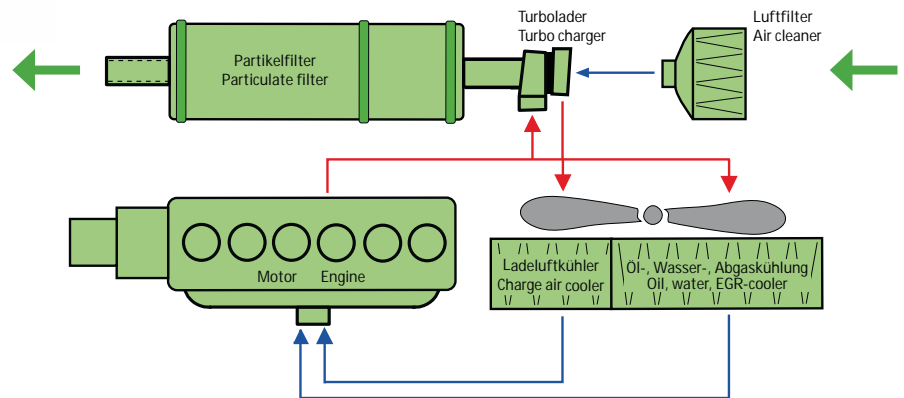 Turbolader
Turbo charger
Luftfilter
Air cleaner
Partikelfilter
Particulate filter
Motor Engine
Ladeluftkühler
Charge air cooler
Öl-, Wasser-, Abgaskühlung
Oil, water, EGR-cooler